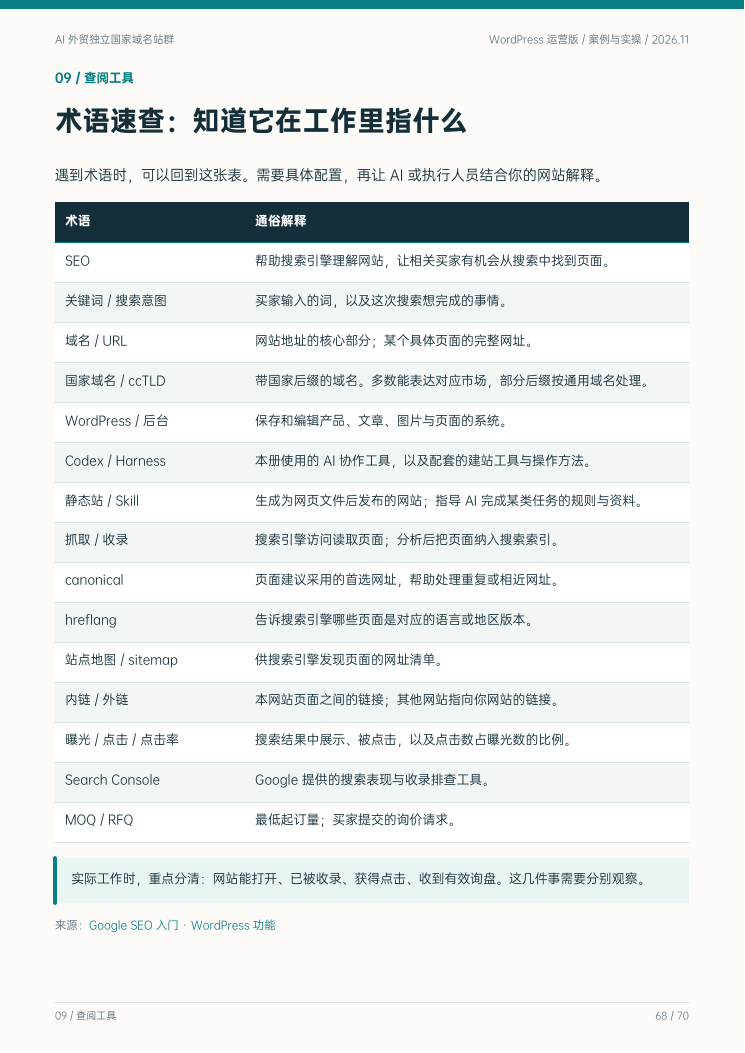 AI 外贸独立国家域名站群
WordPress 运营版 / 案例与实操 / 2026.11
09 / 查阅工具
术语速查：知道它在工作里指什么
遇到术语时，可以回到这张表。需要具体配置，再让 AI 或执行人员结合你的网站解释。
术语 通俗解释
SEO 帮助搜索引擎理解网站，让相关买家有机会从搜索中找到页面。
关键词 / 搜索意图 买家输入的词，以及这次搜索想完成的事情。
域名 / URL 网站地址的核心部分；某个具体页面的完整网址。
国家域名 / ccTLD 带国家后缀的域名。多数能表达对应市场，部分后缀按通用域名处理。
WordPress / 后台 保存和编辑产品、文章、图片与页面的系统。
Codex / Harness 本册使用的 AI 协作工具，以及配套的建站工具与操作方法。
静态站 / Skill 生成为网页文件后发布的网站；指导 AI 完成某类任务的规则与资料。
抓取 / 收录 搜索引擎访问读取页面；分析后把页面纳入搜索索引。
canonical 页面建议采用的首选网址，帮助处理重复或相近网址。
hreflang 告诉搜索引擎哪些页面是对应的语言或地区版本。
站点地图 / sitemap 供搜索引擎发现页面的网址清单。
内链 / 外链 本网站页面之间的链接；其他网站指向你网站的链接。
曝光 / 点击 / 点击率 搜索结果中展示、被点击，以及点击数占曝光数的比例。
Search Console Google 提供的搜索表现与收录排查工具。
MOQ / RFQ 最低起订量；买家提交的询价请求。
实际工作时，重点分清：网站能打开、已被收录、获得点击、收到有效询盘。这几件事需要分别观察。
来源：Google SEO 入门 · WordPress 功能
09 / 查阅工具
68 / 70